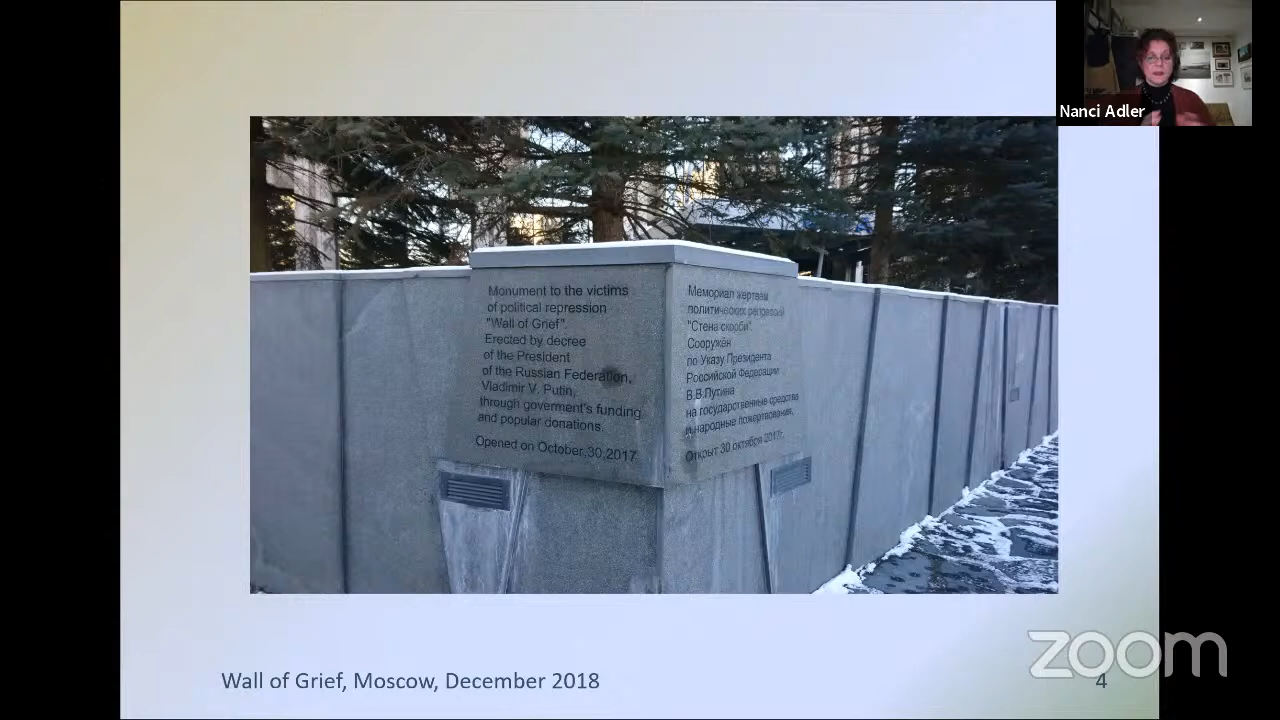 Nanci Adler
Monument to the victims
of political repression
"Wall of Grief".
Erected by decree
of the President
of the Russian Federation,
Vladimir V. Putin,
through goverment's funding
and popular donations.
Opened on October,30,2017
Мемориал жертвам
политических репрессий
"Стена скорби".
Сооружён
по Указу Президента
Российской Федерации
В.В.Путина
на государственные средства
и народные пожертвования.
Открыт 30 октября 2017г.
Wall of Grief, Moscow, December 2018
zoom
4